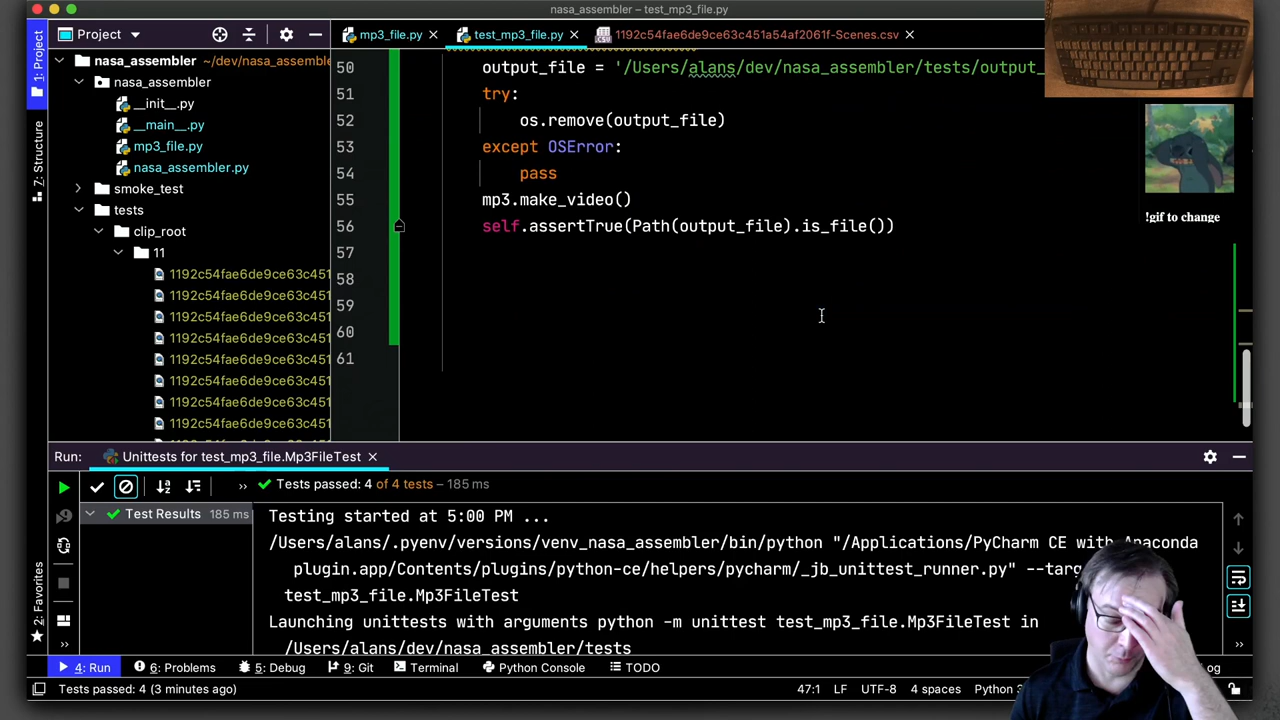 nasa_assembler – test_mp3_file.py
Project
mp3_file.py
test_mp3_file.py
1192c54fae6de9ce63c451a54af2061f-Scenes.csv
1: Project
7: Structure
2: Favorites
nasa_assembler ~/dev/nasa_assemble
nasa_assembler
__init__.py
__main__.py
mp3_file.py
nasa_assembler.py
smoke_test
tests
clip_root
11
1192c54fae6de9ce63c451
1192c54fae6de9ce63c451
1192c54fae6de9ce63c451
1192c54fae6de9ce63c451
1192c54fae6de9ce63c451
1192c54fae6de9ce63c451
1192c54fae6de9ce63c451
1192c54fae6de9ce63c451
50 output_file = '/Users/alans/dev/nasa_assembler/tests/output_
51 try:
52 os.remove(output_file)
53 except OSError:
54 pass
55 mp3.make_video()
56 self.assertTrue(Path(output_file).is_file())
57
58
59
60
61
!gif to change
Run: Unittests for test_mp3_file.Mp3FileTest
Tests passed: 4 of 4 tests – 185 ms
Test Results 185 ms
Testing started at 5:00 PM ...
/Users/alans/.pyenv/versions/venv_nasa_assembler/bin/python "/Applications/PyCharm CE with Anaconda
plugin.app/Contents/plugins/python-ce/helpers/pycharm/_jb_unittest_runner.py" --targ
test_mp3_file.Mp3FileTest
Launching unittests with arguments python -m unittest test_mp3_file.Mp3FileTest in
/Users/alans/dev/nasa_assembler/tests
4: Run 6: Problems 5: Debug 9: Git Terminal Python Console TODO
Tests passed: 4 (3 minutes ago) 47:1 LF UTF-8 4 spaces Python 3